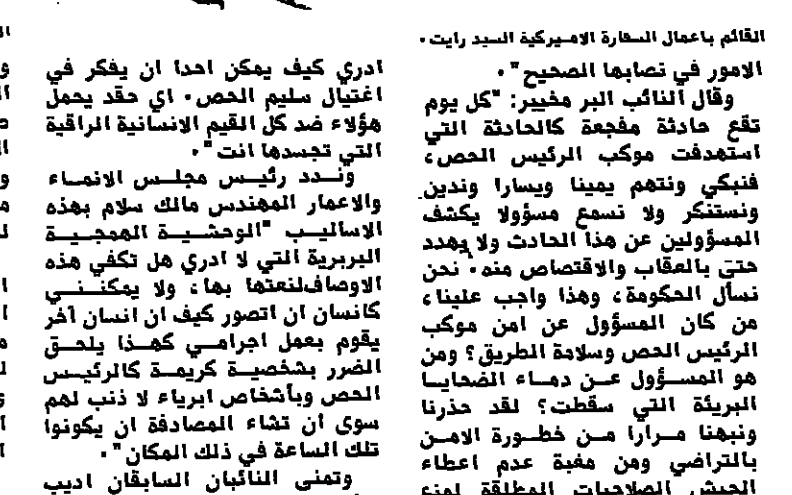 القائم باعمال السفارة الاميركية السيد رايت.
الامور في نصابها الصحيح".
وقال النائب البر مخيبر: "كل يوم
تقع حادثة مفجعة كالحادثة التي
استهدفت موكب الرئيس الحص،
فنبكي ونتهم يمينا ويسارا وندين
ونستنكر ولا نسمع مسؤولا يكشف
المسؤولين عن هذا الحادث ولا يهدد
حتى بالعقاب والاقتصاص منه. نحن
نسأل الحكومة، وهذا واجب علينا،
من كان المسؤول عن امن موكب
الرئيس الحص وسلامة الطريق؟ ومن
هو المسؤول عن دماء الضحايا
البريئة التي سقطت؟ لقد حذرنا
ونبهنا مرارا من خطورة الامن
بالتراضي ومن مغبة عدم اعطاء
الجيش الصلاحيات المطلقة لمنع
ادري كيف يمكن احدا ان يفكر في
اغتيال سليم الحص. اي حقد يحمل
هؤلاء ضد كل القيم الانسانية الراقية
التي تجسدها انت".
وندد رئيس مجلس الانماء
والاعمار المهندس مالك سلام بهذه
الاساليب "الوحشية الهمجية
البربرية التي لا ادري هل تكفي هذه
الاوصاف لنعتها بها، ولا يمكنني
كانسان ان اتصور كيف ان انسان آخر
يقوم بعمل اجرامي كهذا يلحق
الضرر بشخصية كريمة كالرئيس
الحص وبأشخاص ابرياء لا ذنب لهم
سوى ان تشاء المصادفة ان يكونوا
تلك الساعة في ذلك المكان".
وتمنى النائبان السابقان اديب